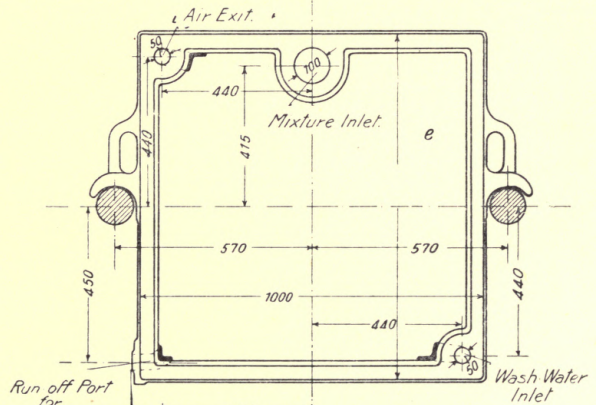 Air Exit.
50
100
440
Mixture Inlet.
440
415
e
570
570
450
440
1000
440
50
Wash Water
Inlet
Run off Port
for